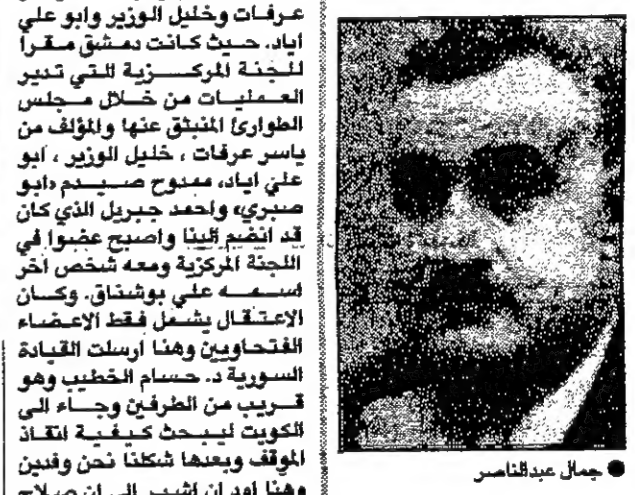 عرفات وخليل الوزير وابو علي
اياد. حيث كانت دمشق مقرا
للجنة المركزية التي تدير
العمليات من خلال مجلس
الطوارئ المنبثق عنها والمؤلف من
ياسر عرفات ، خليل الوزير ، ابو
علي اياد، ممدوح صيدم «ابو
صبري» واحمد جبريل الذي كان
قد انضم الينا واصبح عضوا في
اللجنة المركزية ومعه شخص آخر
اسمه علي بوشناق. وكان
الاعتقال يشمل فقط الاعضاء
الفتحاويين وهنا ارسلت القيادة
السورية د. حسام الخطيب وهو
قريب من الطرفين وجاء الى
الكويت ليبحث كيفية انقاذ
الموقف وبعدها شكلنا نحن وفدين
وهنا اود ان اشير الى ان صلاح
● جمال عبدالناصر